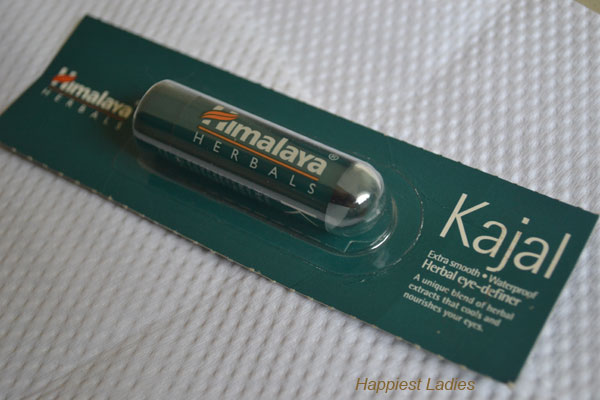 Himalaya
HERBALS
Himalaya®
HERBALS
Kajal
Extra smooth • Waterproof
Herbal eye-definer
A unique blend of herbal
extracts that cools and
nourishes your eyes.
Happiest Ladies